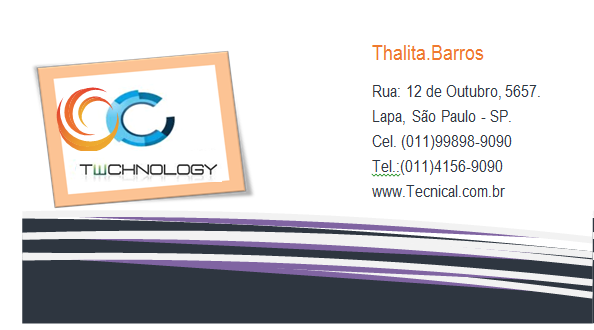 TWCHNOLOGY
Thalita.Barros
Rua: 12 de Outubro, 5657.
Lapa, São Paulo - SP.
Cel. (011)99898-9090
Tel.:(011)4156-9090
www.Tecnical.com.br